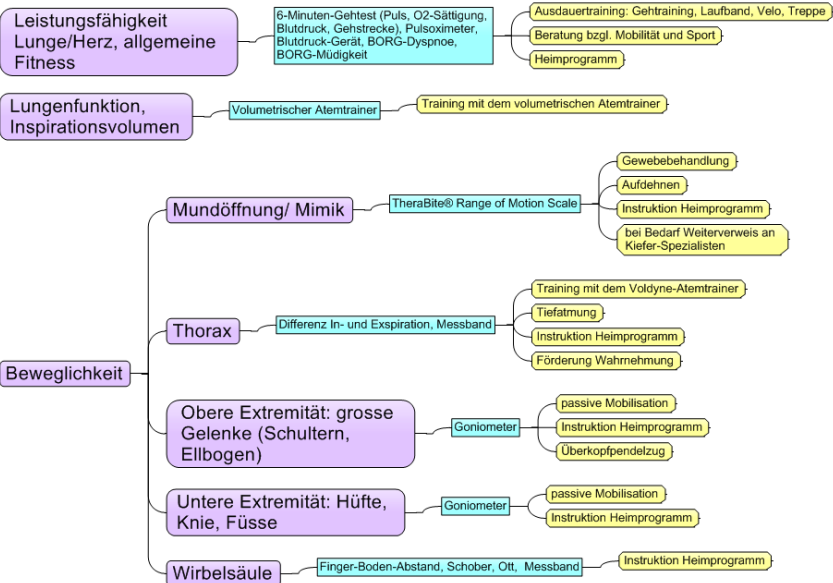 Leistungsfähigkeit
Lunge/Herz, allgemeine
Fitness
6-Minuten-Gehtest (Puls, O2-Sättigung,
Blutdruck, Gehstrecke), Pulsoximeter,
Blutdruck-Gerät, BORG-Dyspnoe,
BORG-Müdigkeit
Ausdauertraining: Gehtraining, Laufband, Velo, Treppe
Beratung bzgl. Mobilität und Sport
Heimprogramm
Lungenfunktion,
Inspirationsvolumen
Volumetrischer Atemtrainer
Training mit dem volumetrischen Atemtrainer
Beweglichkeit
Mundöffnung/ Mimik
TheraBite® Range of Motion Scale
Gewebebehandlung
Aufdehnen
Instruktion Heimprogramm
bei Bedarf Weiterverweis an
Kiefer-Spezialisten
Thorax
Differenz In- und Exspiration, Messband
Training mit dem Voldyne-Atemtrainer
Tiefatmung
Instruktion Heimprogramm
Förderung Wahrnehmung
Obere Extremität: grosse
Gelenke (Schultern,
Ellbogen)
Goniometer
passive Mobilisation
Instruktion Heimprogramm
Überkopfpendelzug
Untere Extremität: Hüfte,
Knie, Füsse
Goniometer
passive Mobilisation
Instruktion Heimprogramm
Wirbelsäule
Finger-Boden-Abstand, Schober, Ott, Messband
Instruktion Heimprogramm